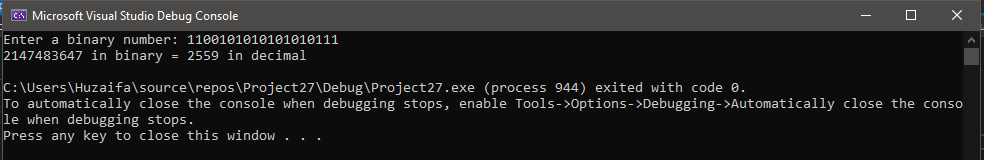 Microsoft Visual Studio Debug Console
Enter a binary number: 1100101010101010111
2147483647 in binary = 2559 in decimal
C:\Users\Huzaifa\source\repos\Project27\Debug\Project27.exe (process 944) exited with code 0.
To automatically close the console when debugging stops, enable Tools->Options->Debugging->Automatically close the conso
le when debugging stops.
Press any key to close this window . . .